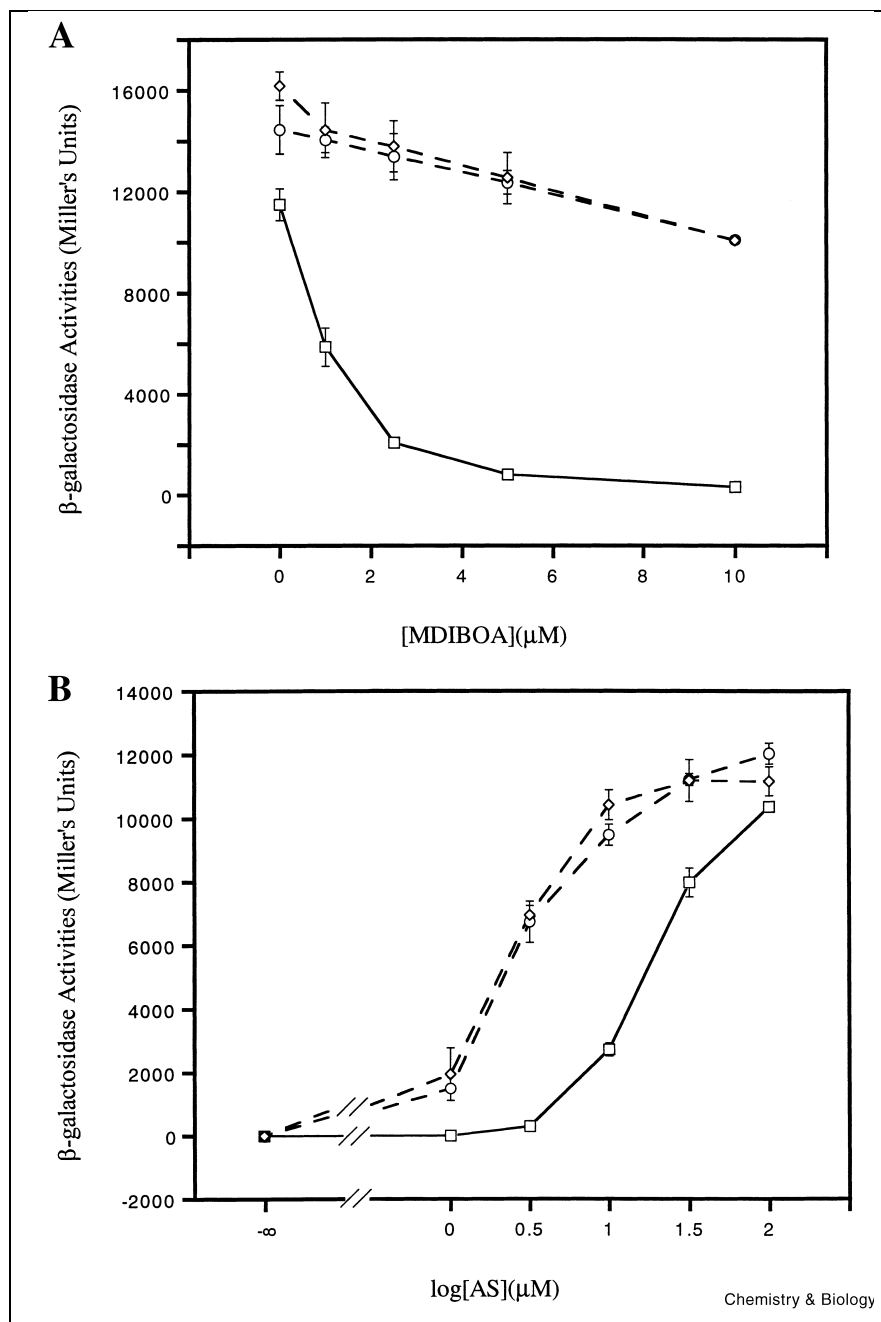 A
β-galactosidase Activities (Miller's Units)
16000
12000
8000
4000
0
0 2 4 6 8 10
[MDIBOA](μM)
B
β-galactosidase Activities (Miller's Units)
14000
12000
10000
8000
6000
4000
2000
0
-2000
-∞ 0 0.5 1 1.5 2
log[AS](μM)
Chemistry & Biology